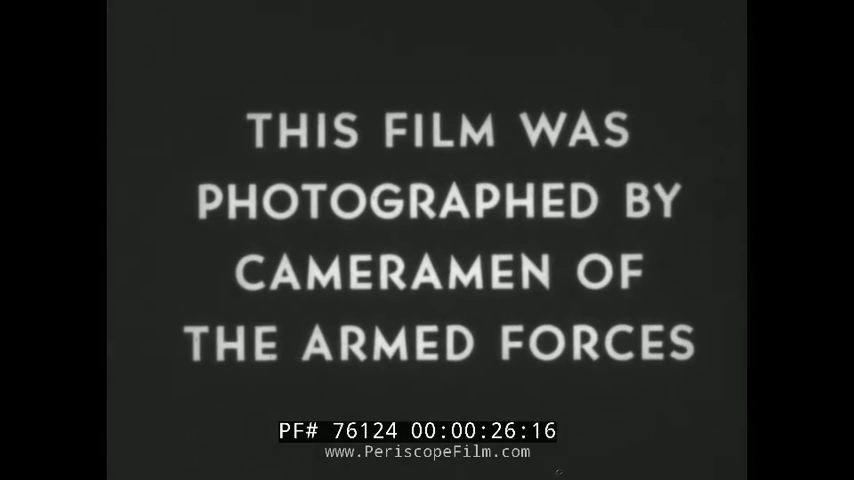 THIS FILM WAS
PHOTOGRAPHED BY
CAMERAMEN OF
THE ARMED FORCES
PF# 76124 00:00:26:16
www.PeriscopeFilm.com